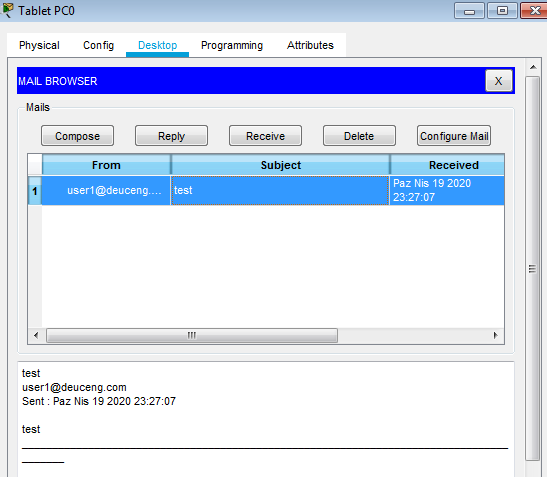 Tablet PC0
Physical Config Desktop Programming Attributes
MAIL BROWSER X
Mails
Compose Reply Receive Delete Configure Mail
From Subject Received
1 user1@deuceng.... test Paz Nis 19 2020
23:27:07
test
user1@deuceng.com
Sent : Paz Nis 19 2020 23:27:07
test